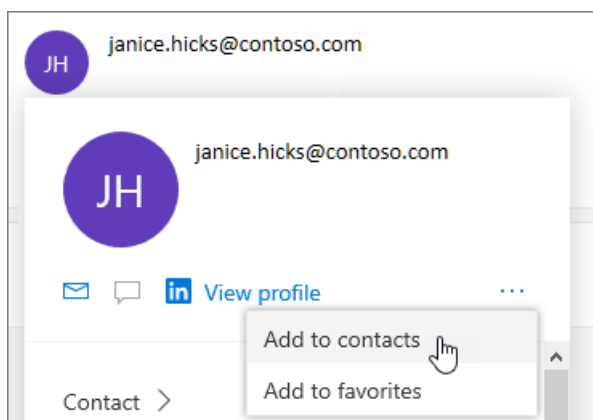 JH
janice.hicks@contoso.com
JH
janice.hicks@contoso.com
in View profile ...
Add to contacts
Add to favorites
Contact >